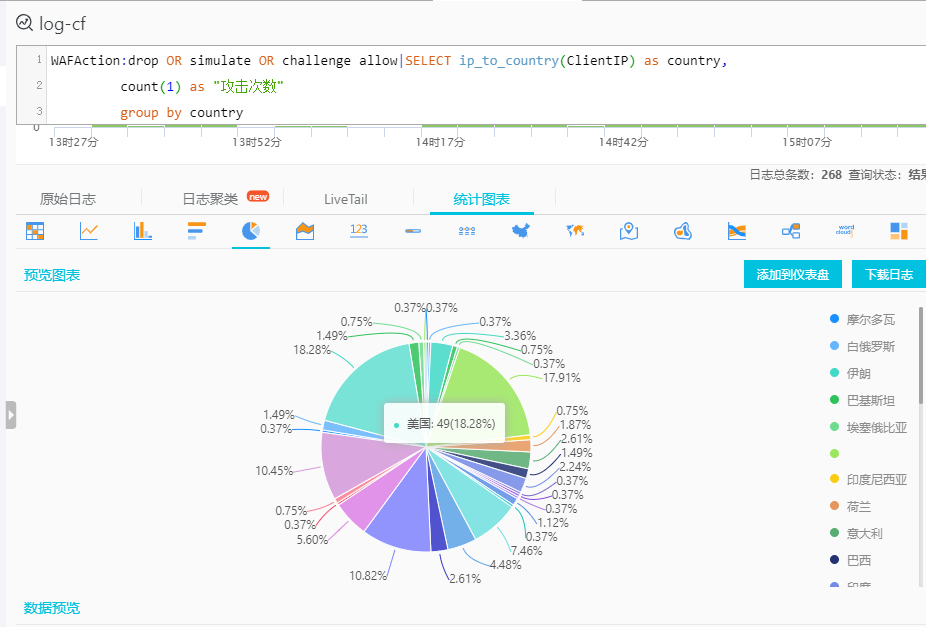 log-cf
1 WAFAction:drop OR simulate OR challenge allow|SELECT ip_to_country(ClientIP) as country,
2 count(1) as "攻击次数"
3 group by country
0
13时27分 13时52分 14时17分 14时42分 15时07分
日志总条数: 268 查询状态: 结果
原始日志 日志聚类 new LiveTail 统计图表
123 word cloud
预览图表 添加到仪表盘 下载日志
0.37% 0.37%
0.75% 0.37%
1.49% 3.36%
18.28% 0.75%
0.37%
17.91%
1.49% 0.75%
0.37% 1.87%
美国: 49(18.28%)
2.61%
1.49%
10.45% 2.24%
0.37%
0.37%
0.75% 0.37%
0.37% 1.12%
5.60% 0.37%
7.46%
4.48%
10.82% 2.61%
摩尔多瓦
白俄罗斯
伊朗
巴基斯坦
埃塞俄比亚
印度尼西亚
荷兰
意大利
巴西
印度
数据预览